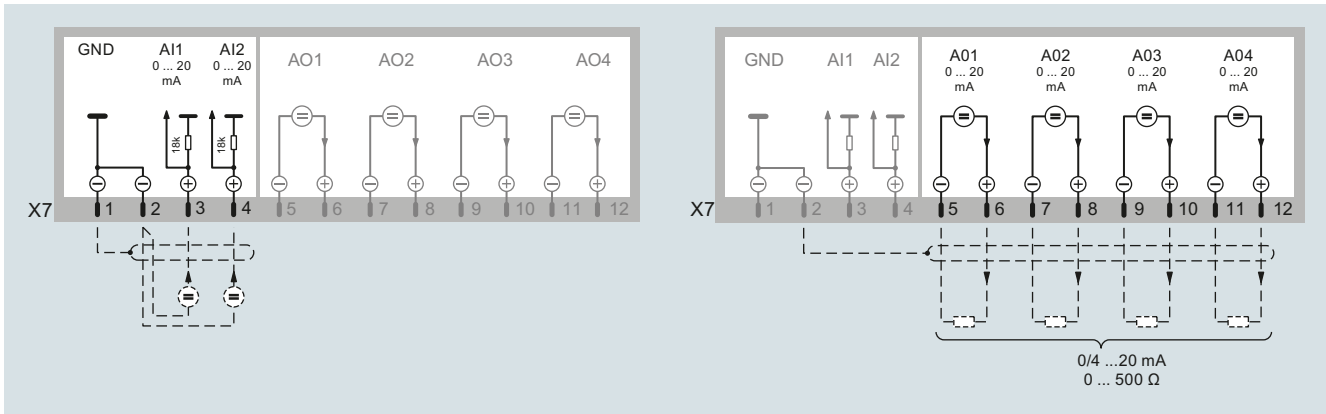 GND AI1 AI2 AO1 AO2 AO3 AO4
0 ... 20 0 ... 20
mA mA
18k 18k
X7 1 2 3 4 5 6 7 8 9 10 11 12
GND AI1 AI2 A01 A02 A03 A04
0 ... 20 0 ... 20 0 ... 20 0 ... 20
mA mA mA mA
X7 1 2 3 4 5 6 7 8 9 10 11 12
0/4 ...20 mA
0 ... 500 Ω